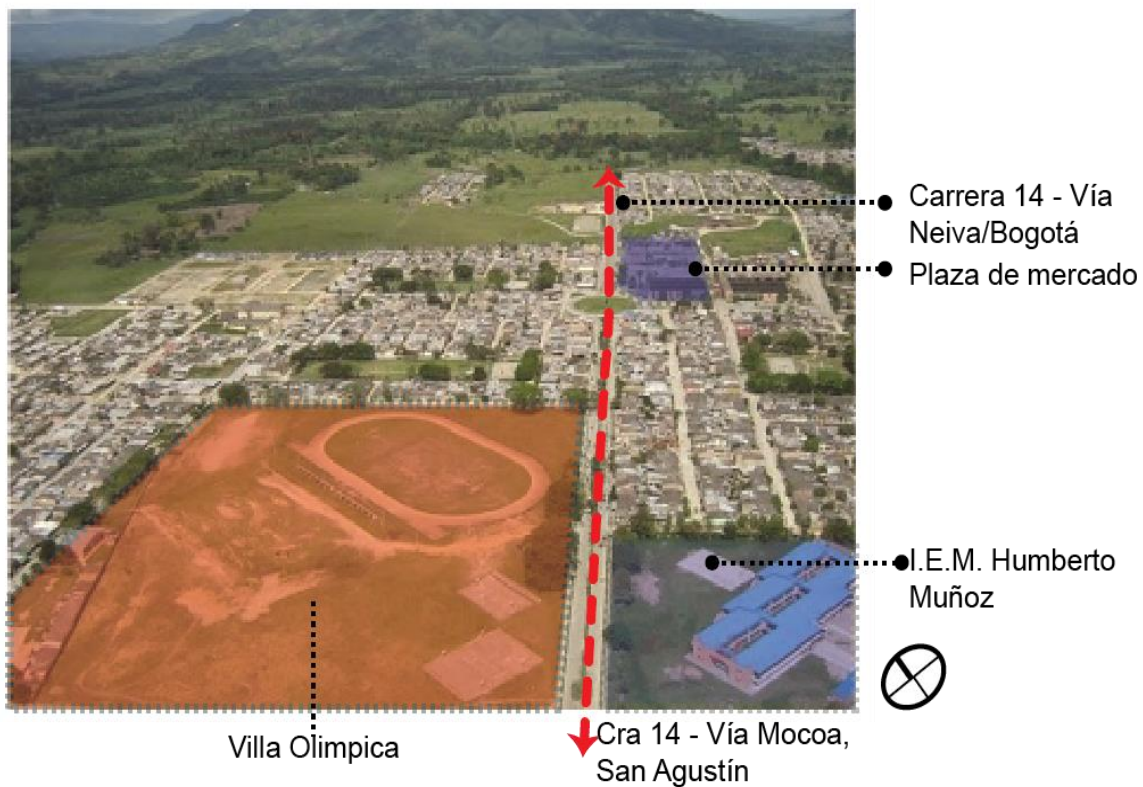 Carrera 14 - Vía
Neiva/Bogotá
Plaza de mercado
I.E.M. Humberto
Muñoz
Villa Olimpica
Cra 14 - Vía Mocoa,
San Agustín